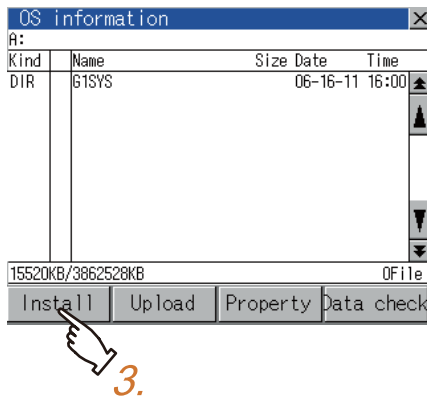 OS information
A:
Kind Name Size Date Time
DIR G1SYS 06-16-11 16:00
15520KB/3862528KB 0File
Install Upload Property Data check
3.